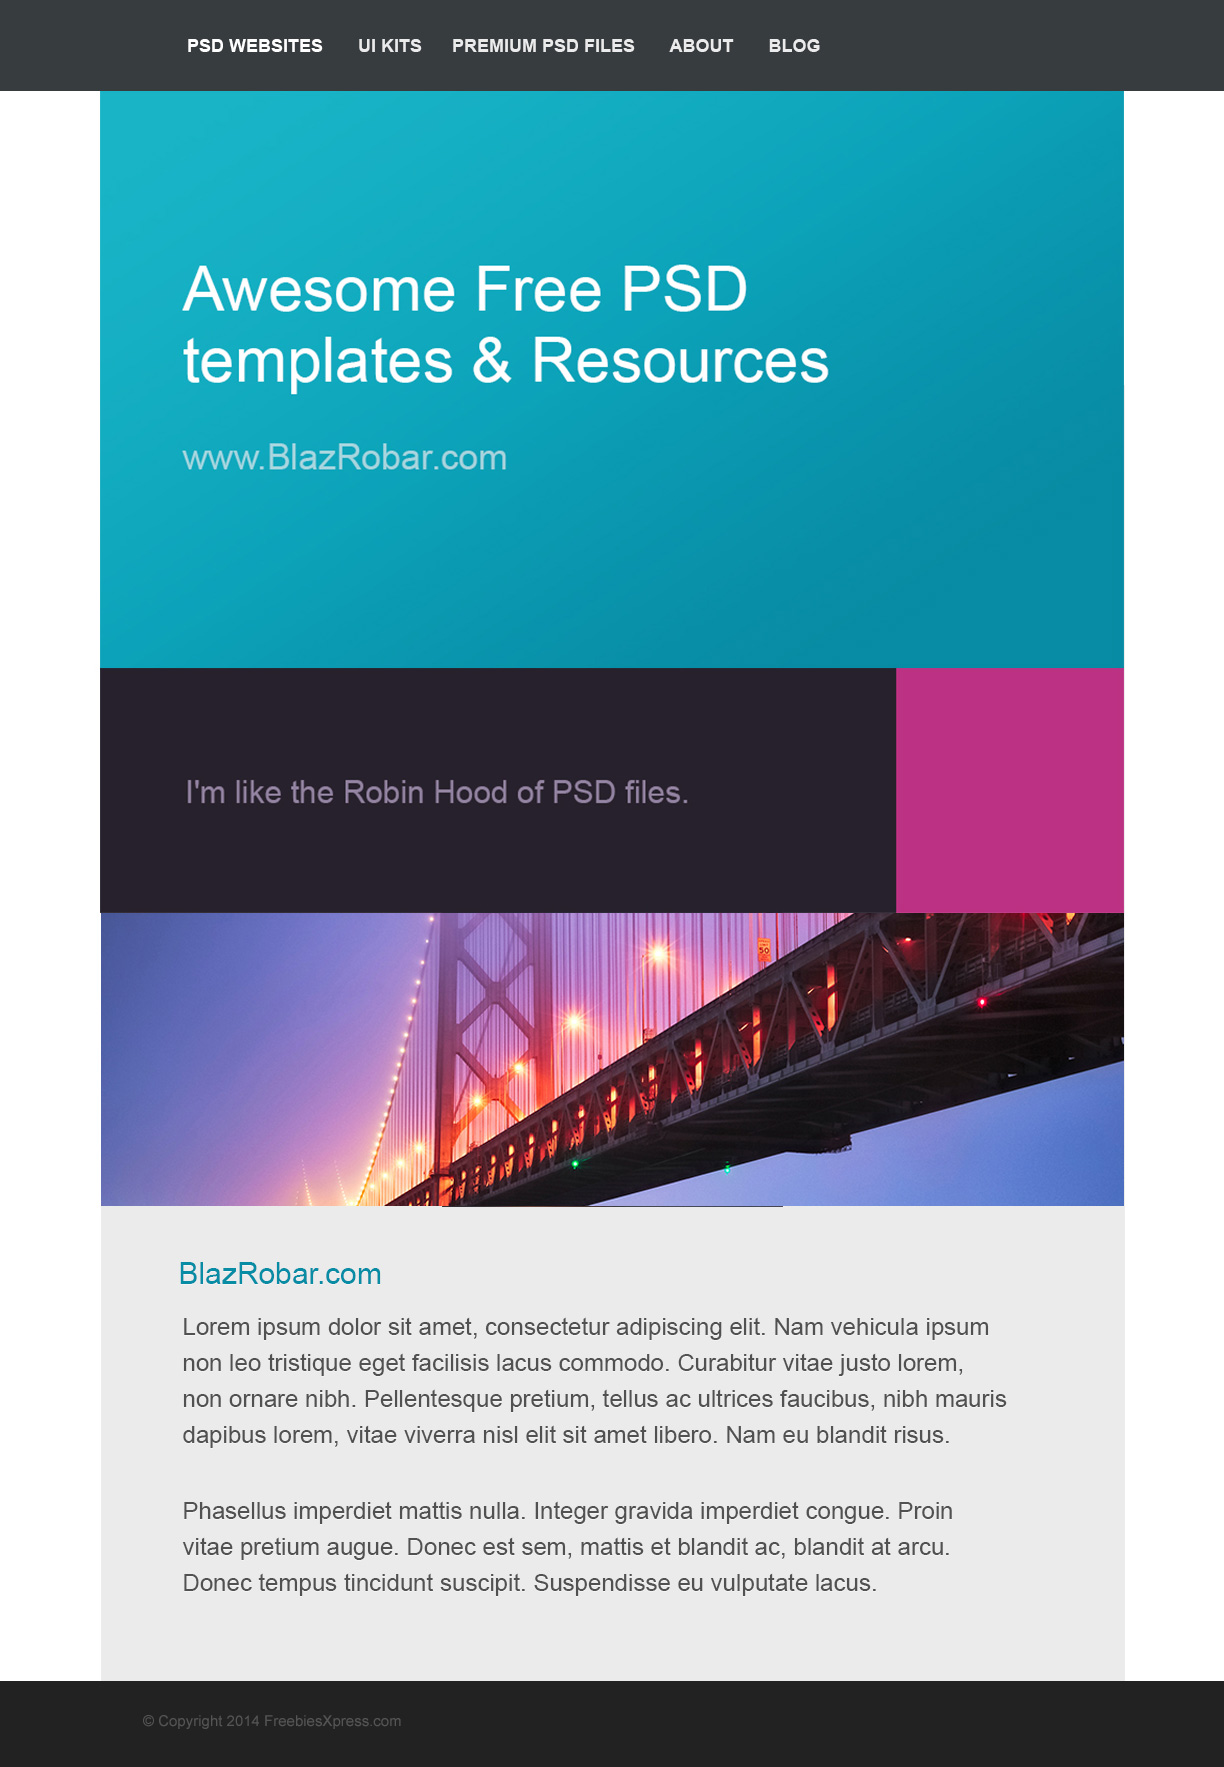 PSD WEBSITES UI KITS PREMIUM PSD FILES ABOUT BLOG
Awesome Free PSD
templates & Resources
www.BlazRobar.com
I'm like the Robin Hood of PSD files.
50
BlazRobar.com
Lorem ipsum dolor sit amet, consectetur adipiscing elit. Nam vehicula ipsum
non leo tristique eget facilisis lacus commodo. Curabitur vitae justo lorem,
non ornare nibh. Pellentesque pretium, tellus ac ultrices faucibus, nibh mauris
dapibus lorem, vitae viverra nisl elit sit amet libero. Nam eu blandit risus.
Phasellus imperdiet mattis nulla. Integer gravida imperdiet congue. Proin
vitae pretium augue. Donec est sem, mattis et blandit ac, blandit at arcu.
Donec tempus tincidunt suscipit. Suspendisse eu vulputate lacus.
© Copyright 2014 FreebiesXpress.com